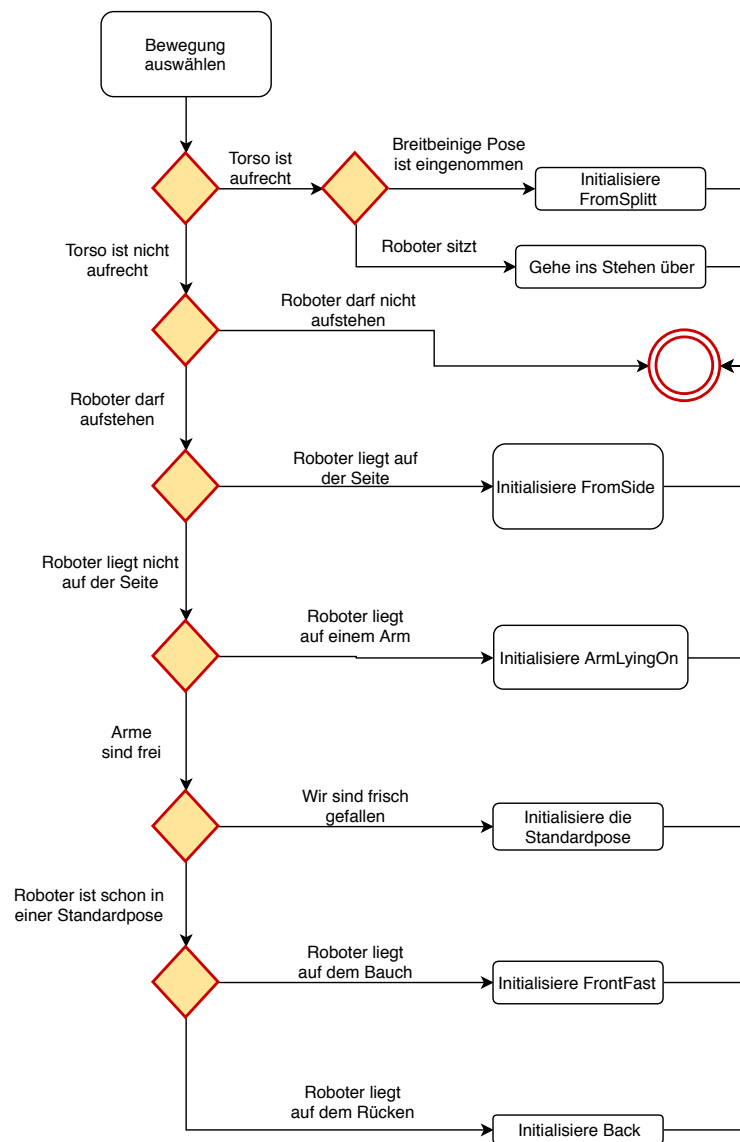 Bewegung
auswählen
Torso ist
aufrecht
Breitbeinige Pose
ist eingenommen
Initialisiere
FromSplitt
Torso ist nicht
aufrecht
Roboter sitzt
Gehe ins Stehen über
Roboter darf nicht
aufstehen
Roboter darf
aufstehen
Roboter liegt auf
der Seite
Initialisiere FromSide
Roboter liegt nicht
auf der Seite
Roboter liegt
auf einem Arm
Initialisiere ArmLyingOn
Arme
sind frei
Wir sind frisch
gefallen
Initialisiere die
Standardpose
Roboter ist schon in
einer Standardpose
Roboter liegt
auf dem Bauch
Initialisiere FrontFast
Roboter liegt
auf dem Rücken
Initialisiere Back